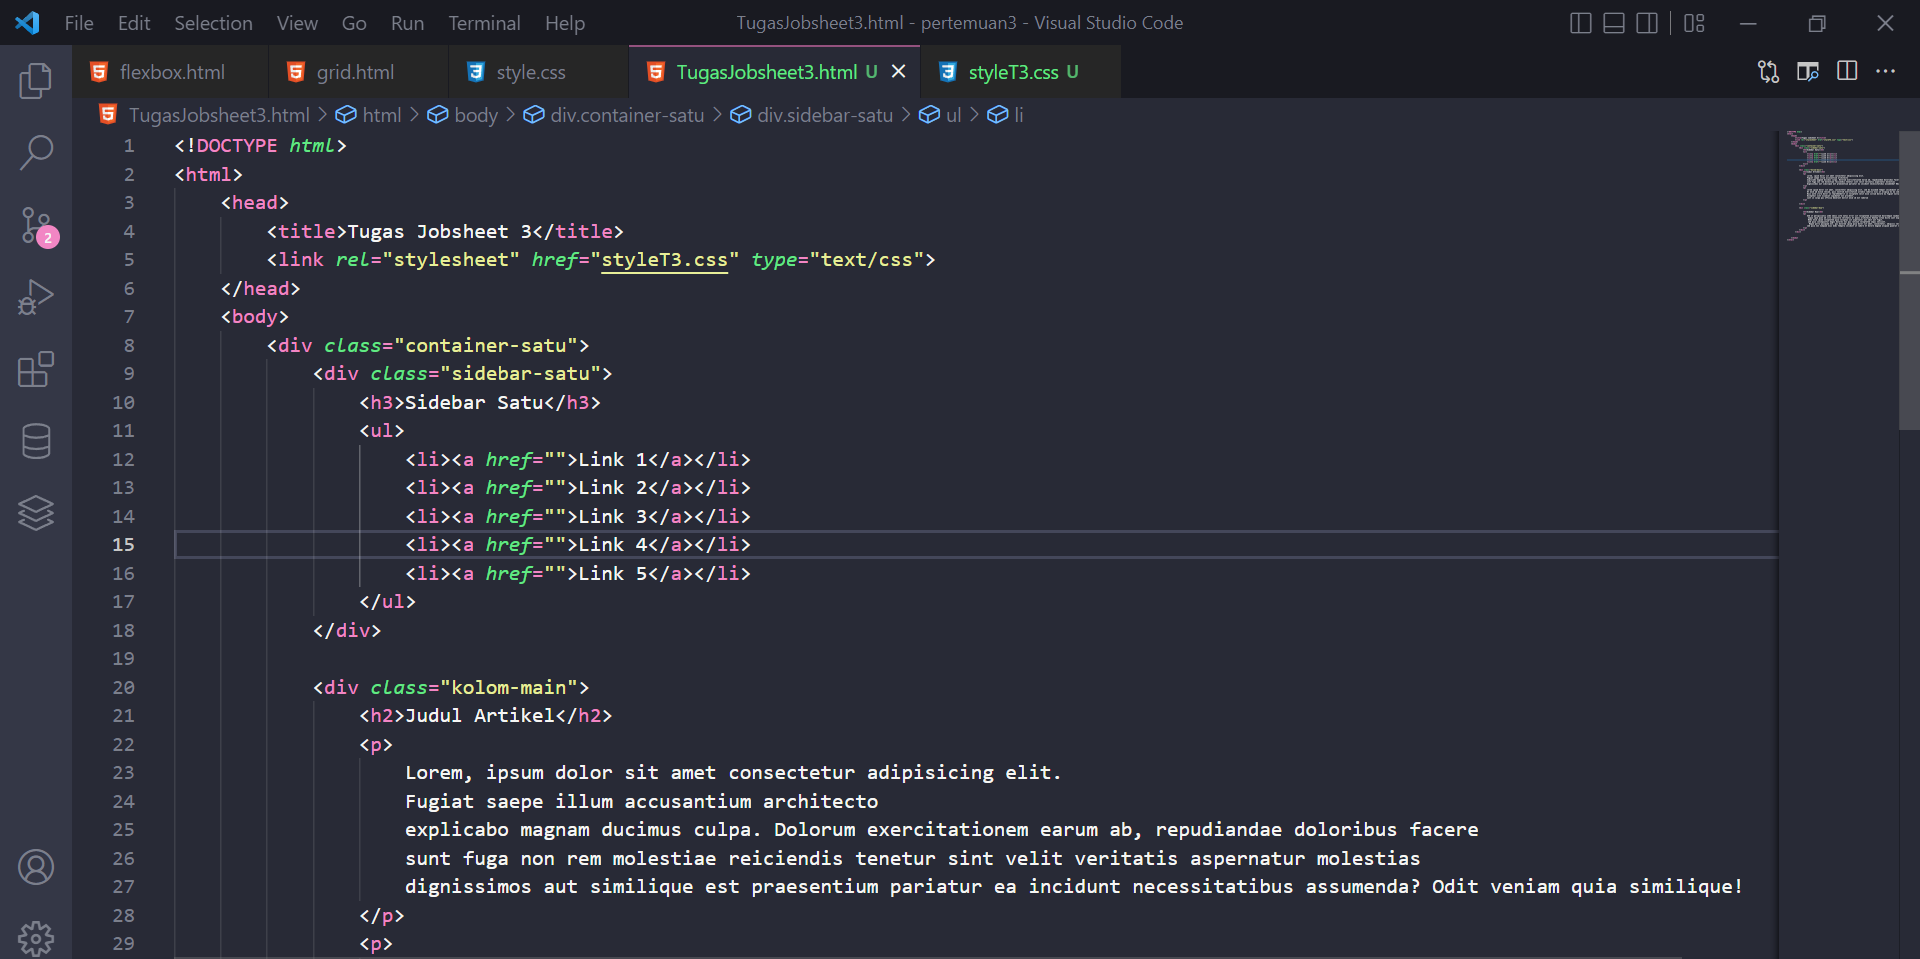 File Edit Selection View Go Run Terminal Help TugasJobsheet3.html - pertemuan3 - Visual Studio Code
flexbox.html grid.html style.css TugasJobsheet3.html U styleT3.css U
TugasJobsheet3.html > html > body > div.container-satu > div.sidebar-satu > ul > li
2
1 <!DOCTYPE html>
2 <html>
3 <head>
4 <title>Tugas Jobsheet 3</title>
5 <link rel="stylesheet" href="styleT3.css" type="text/css">
6 </head>
7 <body>
8 <div class="container-satu">
9 <div class="sidebar-satu">
10 <h3>Sidebar Satu</h3>
11 <ul>
12 <li><a href="">Link 1</a></li>
13 <li><a href="">Link 2</a></li>
14 <li><a href="">Link 3</a></li>
15 <li><a href="">Link 4</a></li>
16 <li><a href="">Link 5</a></li>
17 </ul>
18 </div>
19
20 <div class="kolom-main">
21 <h2>Judul Artikel</h2>
22 <p>
23 Lorem, ipsum dolor sit amet consectetur adipisicing elit.
24 Fugiat saepe illum accusantium architecto
25 explicabo magnam ducimus culpa. Dolorum exercitationem earum ab, repudiandae doloribus facere
26 sunt fuga non rem molestiae reiciendis tenetur sint velit veritatis aspernatur molestias
27 dignissimos aut similique est praesentium pariatur ea incidunt necessitatibus assumenda? Odit veniam quia similique!
28 </p>
29 <p>